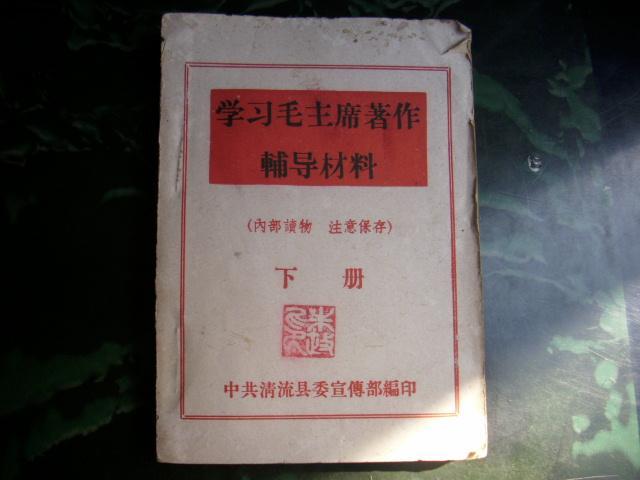 学习毛主席著作
輔导材料
(內部讀物　注意保存)
下 册
中共清流县委宣傳部編印